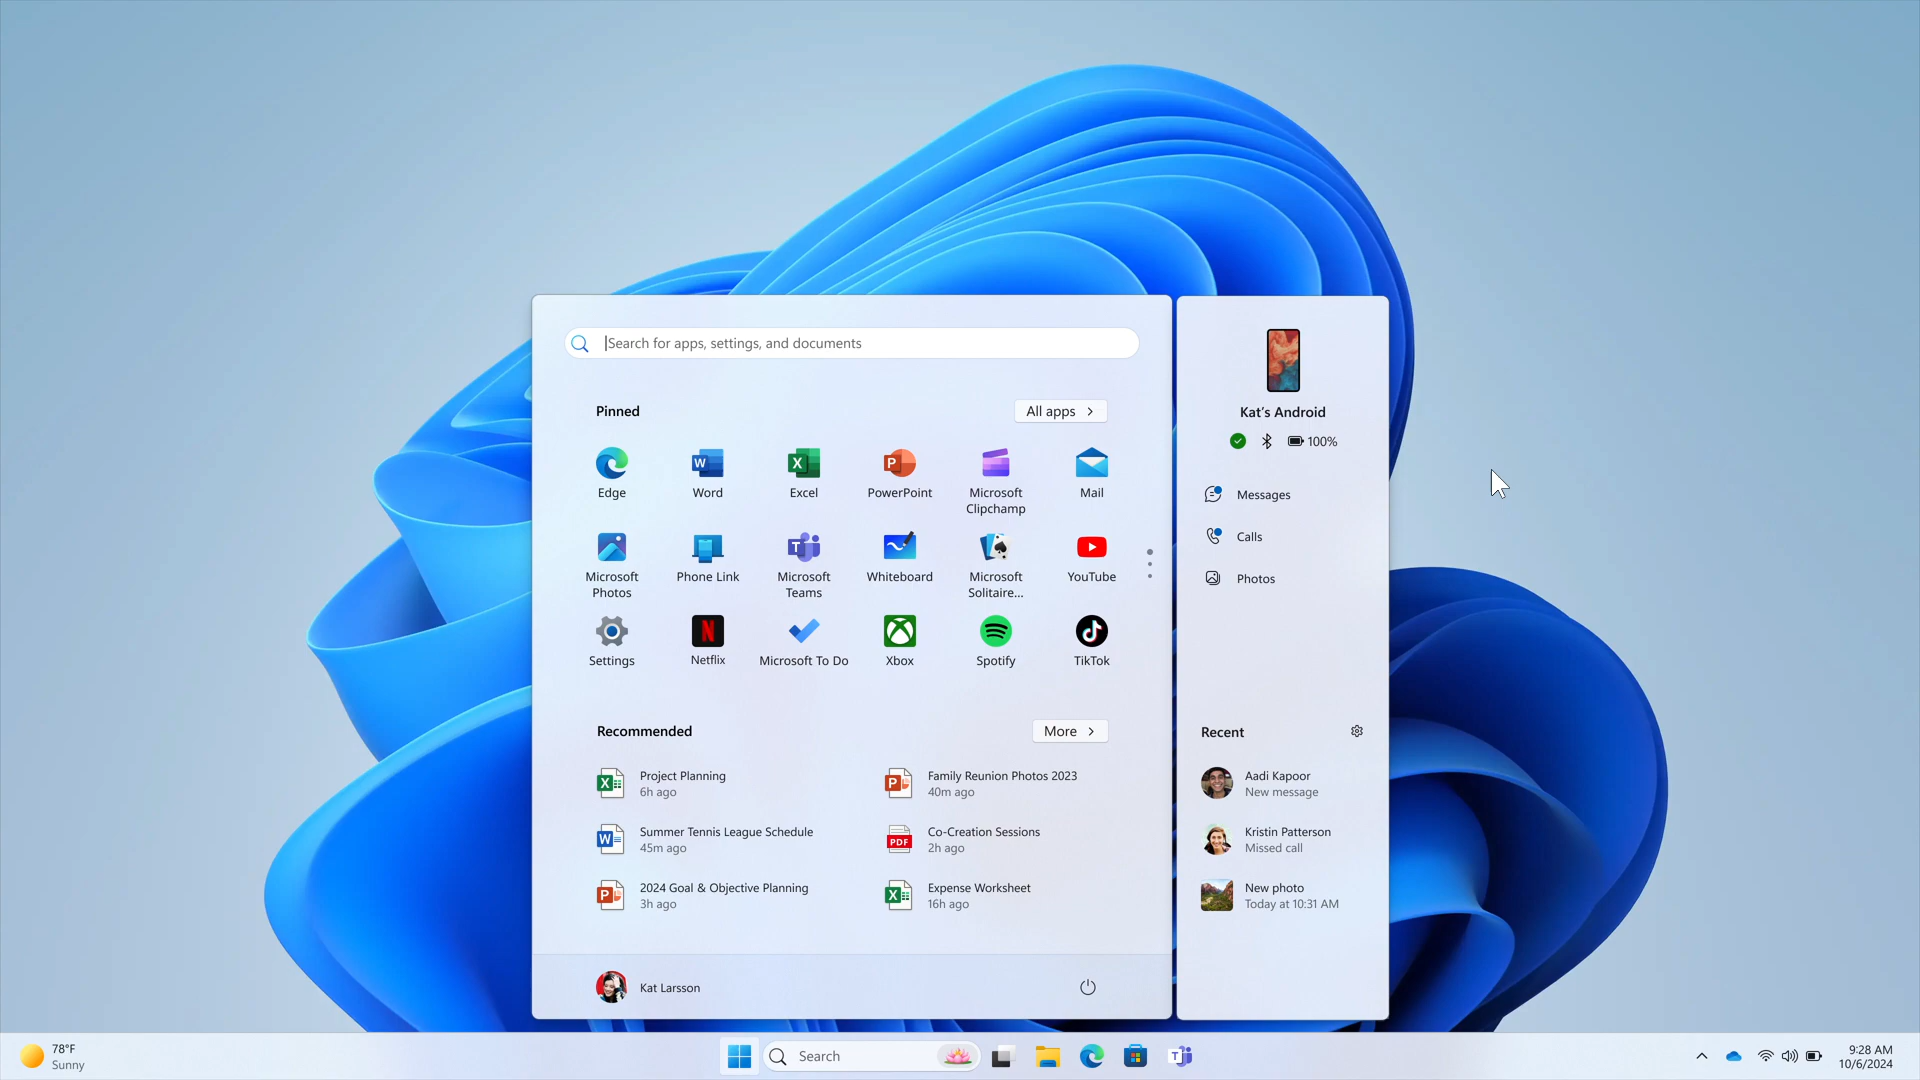 Search for apps, settings, and documents
Pinned
All apps
Edge
Word
Excel
PowerPoint
Microsoft
Clipchamp
Mail
Microsoft
Photos
Phone Link
Microsoft
Teams
Whiteboard
Microsoft
Solitaire...
YouTube
Settings
Netflix
Microsoft To Do
Xbox
Spotify
TikTok
Recommended
More
Project Planning
6h ago
Family Reunion Photos 2023
40m ago
Summer Tennis League Schedule
45m ago
PDF
Co-Creation Sessions
2h ago
2024 Goal & Objective Planning
3h ago
Expense Worksheet
16h ago
Kat Larsson
Kat's Android
100%
Messages
Calls
Photos
Recent
Aadi Kapoor
New message
Kristin Patterson
Missed call
New photo
Today at 10:31 AM
78°F
Sunny
Search
9:28 AM
10/6/2024